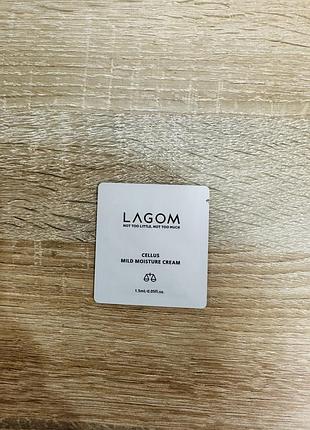 LAGOM
NOT TOO LITTLE, NOT TOO MUCH
CELLUS
MILD MOISTURE CREAM
1.5mL·0.05fl.oz.